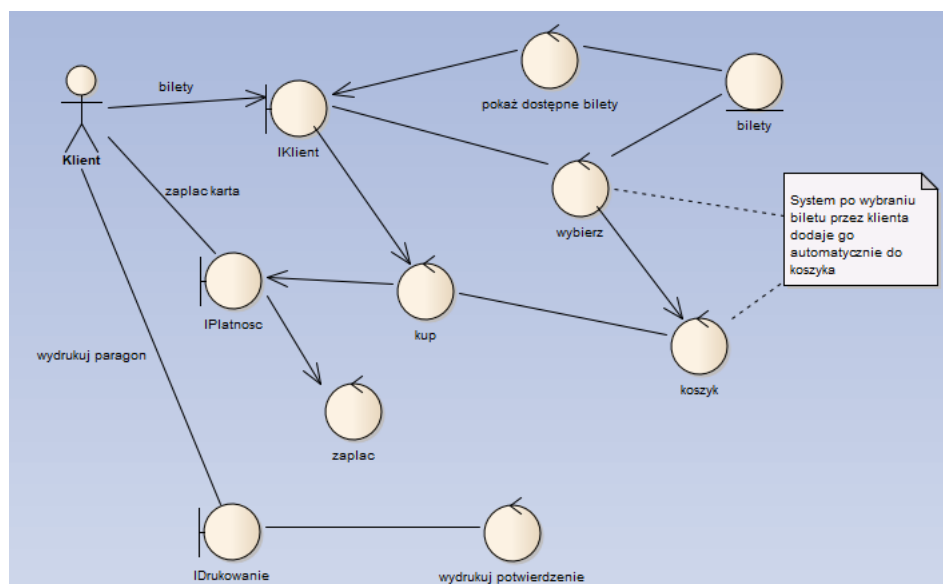 bilety
Klient
IKlient
pokaż dostępne bilety
bilety
zaplac karta
wybierz
System po wybraniu
biletu przez klienta
dodaje go
automatycznie do
koszyka
IPlatnosc
kup
koszyk
wydrukuj paragon
zaplac
IDrukowanie
wydrukuj potwierdzenie